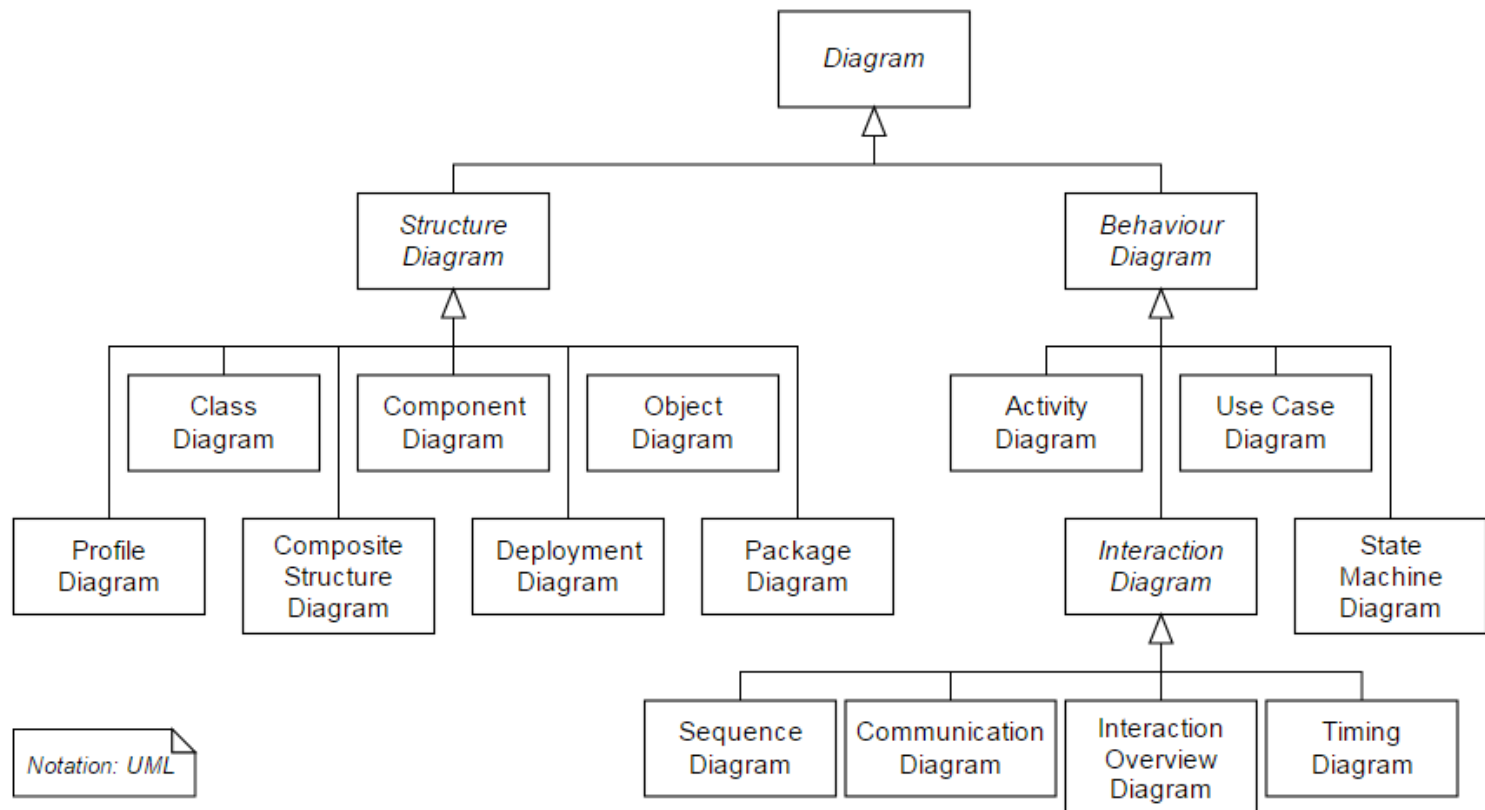 Diagram
Structure
Diagram
Behaviour
Diagram
Class
Diagram
Component
Diagram
Object
Diagram
Activity
Diagram
Use Case
Diagram
Profile
Diagram
Composite
Structure
Diagram
Deployment
Diagram
Package
Diagram
Interaction
Diagram
State
Machine
Diagram
Sequence
Diagram
Communication
Diagram
Interaction
Overview
Diagram
Timing
Diagram
Notation: UML